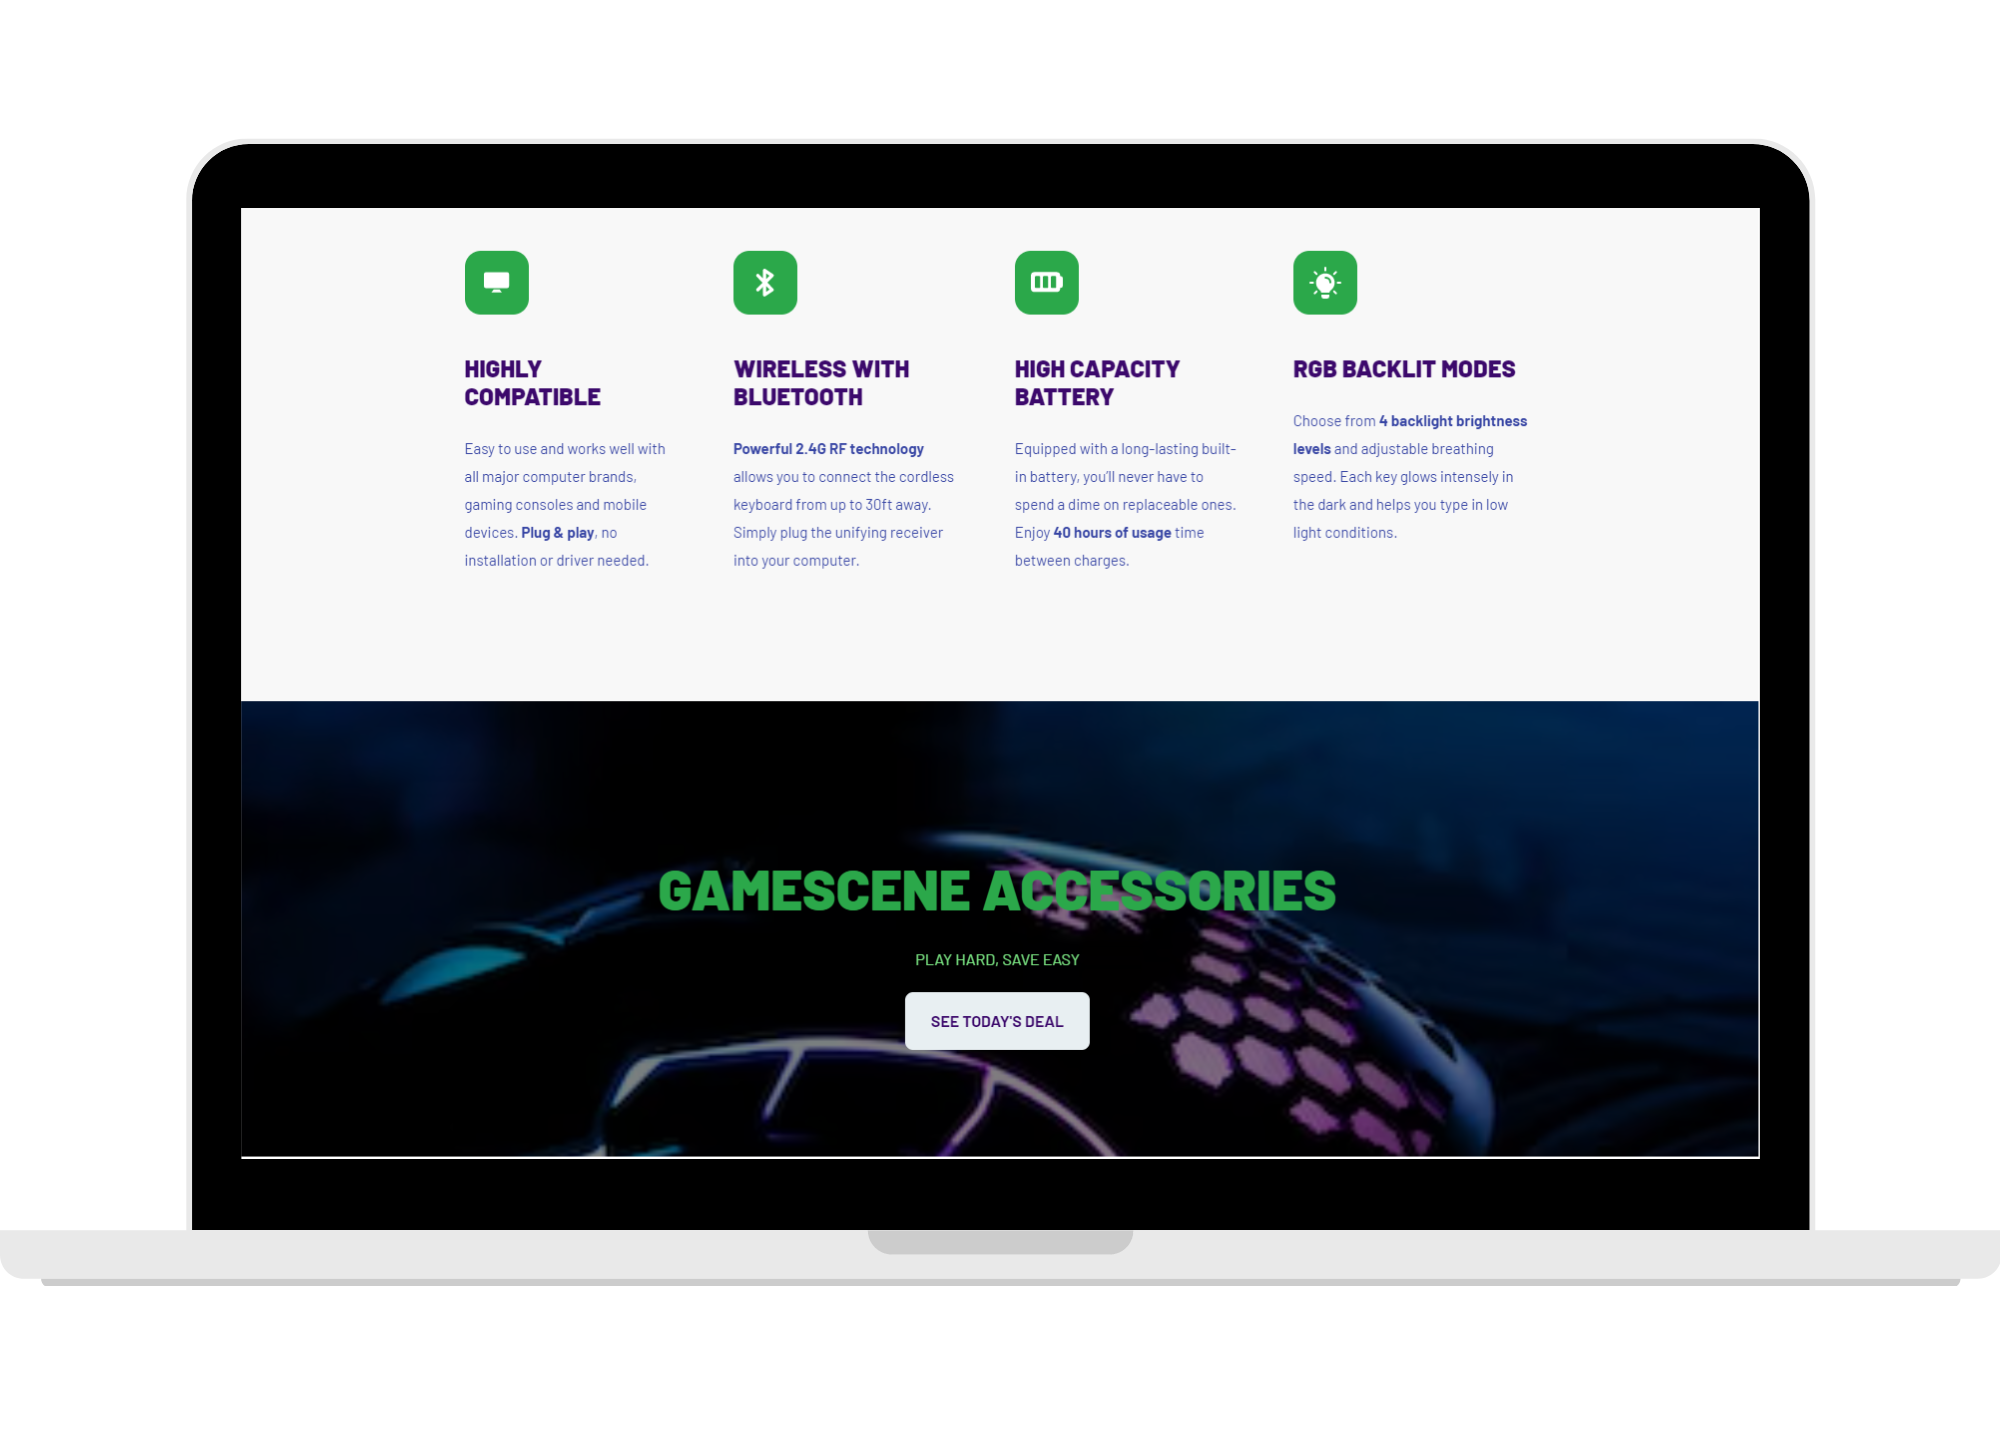 HIGHLY
COMPATIBLE
Easy to use and works well with
all major computer brands,
gaming consoles and mobile
devices. Plug & play, no
installation or driver needed.
WIRELESS WITH
BLUETOOTH
Powerful 2.4G RF technology
allows you to connect the cordless
keyboard from up to 30ft away.
Simply plug the unifying receiver
into your computer.
HIGH CAPACITY
BATTERY
Equipped with a long-lasting built-
in battery, you'll never have to
spend a dime on replaceable ones.
Enjoy 40 hours of usage time
between charges.
RGB BACKLIT MODES
Choose from 4 backlight brightness
levels and adjustable breathing
speed. Each key glows intensely in
the dark and helps you type in low
light conditions.
GAMESCENE ACCESSORIES
PLAY HARD, SAVE EASY
SEE TODAY'S DEAL